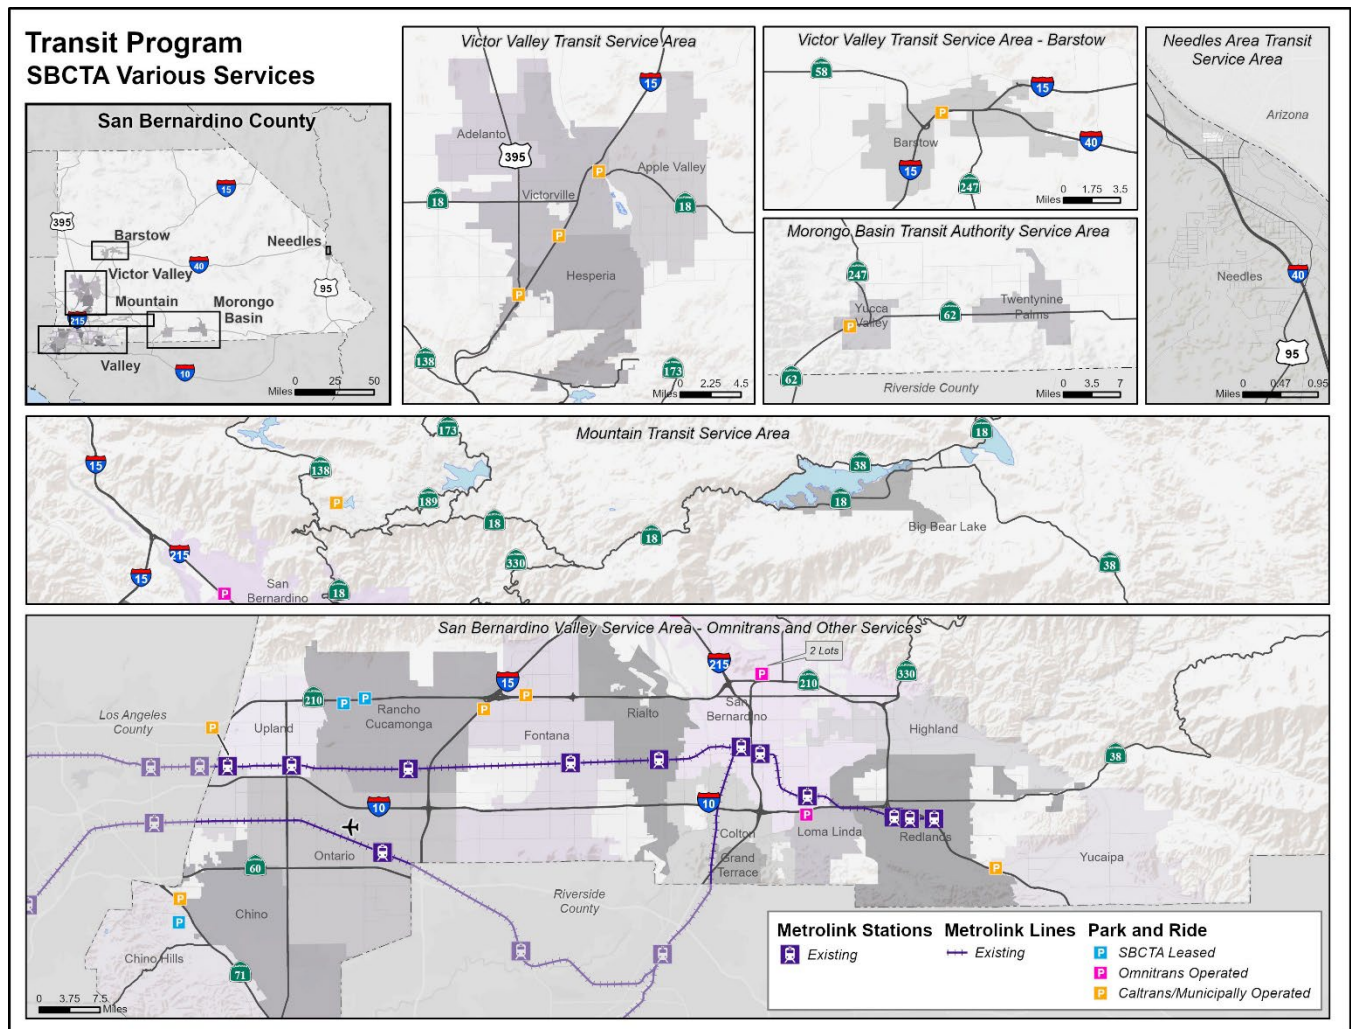 Transit Program
SBCTA Various Services
San Bernardino County
15
395
Barstow
Needles
40
Victor Valley
95
Mountain
Morongo
Basin
215
Valley
10
0 25 50
Miles
Victor Valley Transit Service Area
15
Adelanto
395
Apple Valley
Victorville
18
18
Hesperia
138
173
0 2.25 4.5
Miles
Victor Valley Transit Service Area - Barstow
58
15
Barstow
40
15
247
0 1.75 3.5
Miles
Morongo Basin Transit Authority Service Area
247
Yucca
Valley
62
Twentynine
Palms
62
Riverside County
0 3.5 7
Miles
Needles Area Transit
Service Area
Arizona
Needles
40
95
0 0.47 0.95
Miles
Mountain Transit Service Area
173
18
15
138
38
189
18
18
18
Big Bear Lake
215
330
38
15
San
Bernardino
18
San Bernardino Valley Service Area - Omnitrans and Other Services
2 Lots
215
330
15
210
210
Los Angeles
County
Upland
Rancho
Cucamonga
Fontana
Rialto
San
Bernardino
Highland
38
10
10
Colton
Loma Linda
Redlands
Ontario
60
Grand
Terrace
Yucaipa
Riverside
County
Chino
Chino Hills
71
0 3.75 7.5
Miles
Metrolink Stations
Existing
Metrolink Lines
Existing
Park and Ride
P SBCTA Leased
P Omnitrans Operated
P Caltrans/Municipally Operated